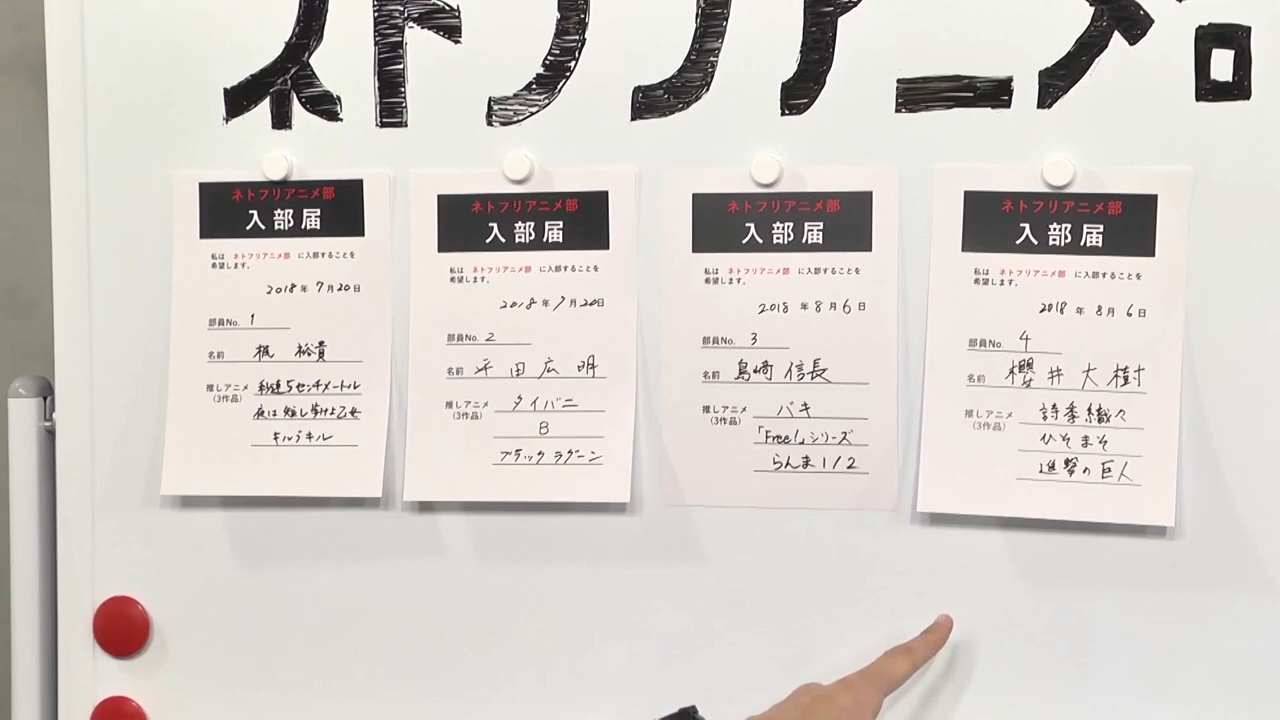 ネトフリアニメ部
ネトフリアニメ部
入部届
私は ネトフリアニメ部 に入部することを
希望します。
2018年 7月20日
部員No. 1
名前 梶 裕貴
推しアニメ 秒速5センチメートル
(3作品) 夜は短し歩けよ乙女
キルラキル
ネトフリアニメ部
入部届
私は ネトフリアニメ部 に入部することを
希望します。
2018年7月20日
部員No. 2
名前 平田広明
推しアニメ タイバニ
(3作品) B
ブラックラグーン
ネトフリアニメ部
入部届
私は ネトフリアニメ部 に入部することを
希望します。
2018年8月6日
部員No. 3
名前 島﨑信長
推しアニメ バキ
(3作品) 「Free!」シリーズ
らんま1/2
ネトフリアニメ部
入部届
私は ネトフリアニメ部 に入部することを
希望します。
2018年8月6日
部員No. 4
名前 櫻井大樹
推しアニメ 詩季織々
(3作品) ひそまそ
進撃の巨人